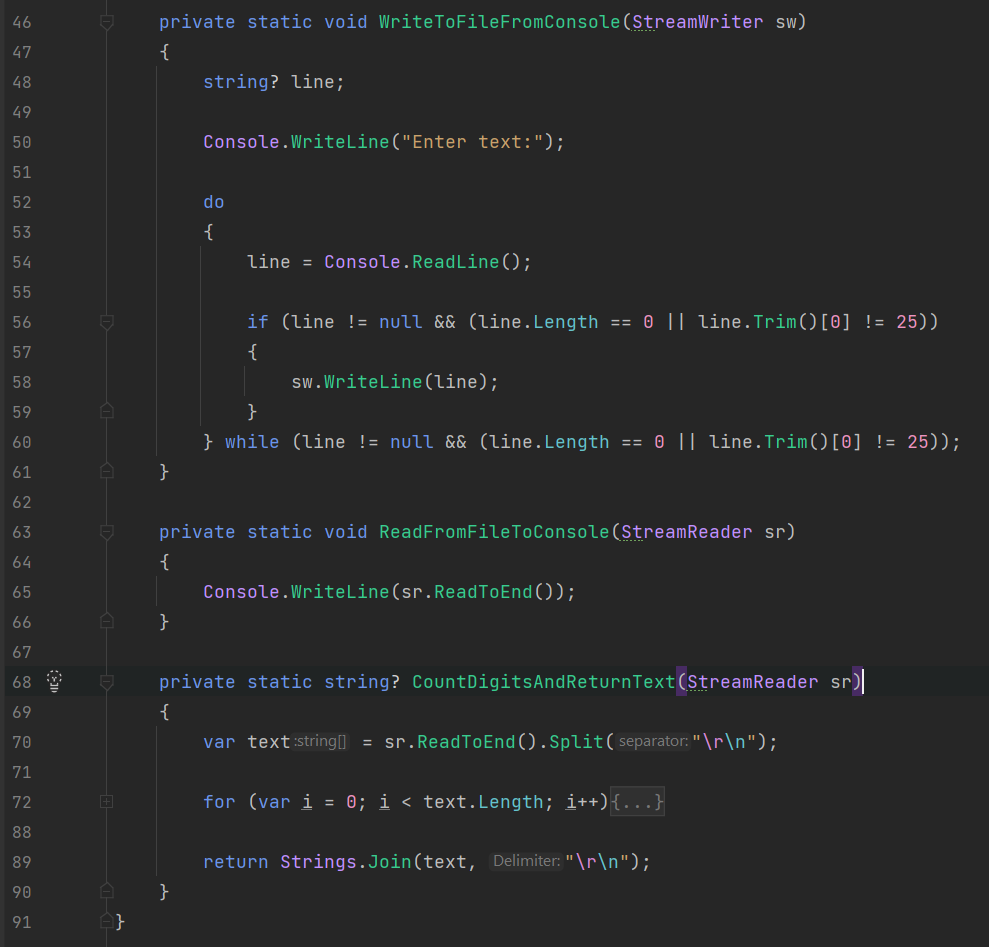 46 private static void WriteToFileFromConsole(StreamWriter sw)
47 {
48 string? line;
49
50 Console.WriteLine("Enter text:");
51
52 do
53 {
54 line = Console.ReadLine();
55
56 if (line != null && (line.Length == 0 || line.Trim()[0] != 25))
57 {
58 sw.WriteLine(line);
59 }
60 } while (line != null && (line.Length == 0 || line.Trim()[0] != 25));
61 }
62
63 private static void ReadFromFileToConsole(StreamReader sr)
64 {
65 Console.WriteLine(sr.ReadToEnd());
66 }
67
68 private static string? CountDigitsAndReturnText(StreamReader sr)
69 {
70 var text:string[] = sr.ReadToEnd().Split(separator:"\r\n");
71
72 for (var i = 0; i < text.Length; i++){...}
88
89 return Strings.Join(text, Delimiter:"\r\n");
90 }
91 }